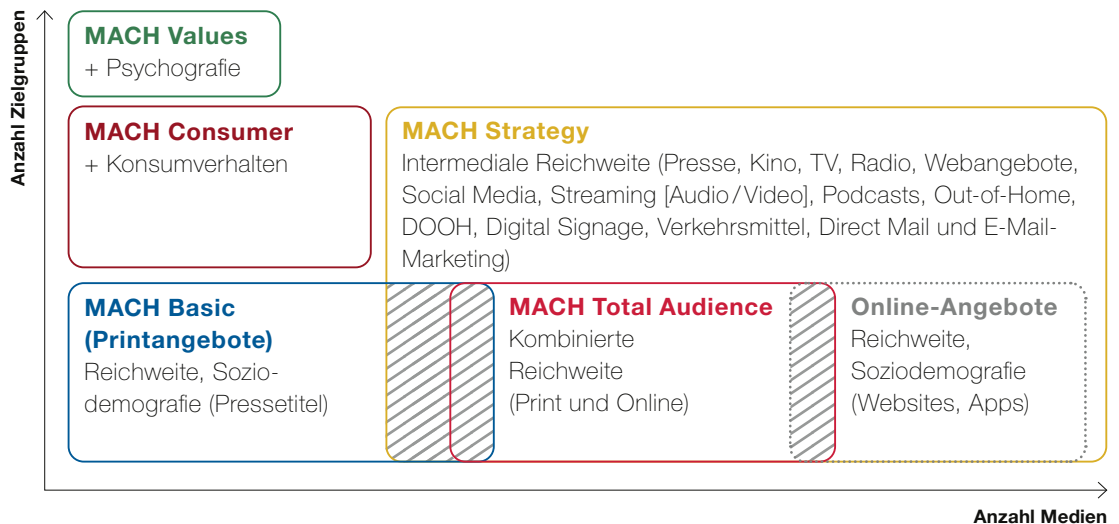 Anzahl Zielgruppen
MACH Values
+ Psychografie
MACH Consumer
+ Konsumverhalten
MACH Strategy
Intermediale Reichweite (Presse, Kino, TV, Radio, Webangebote,
Social Media, Streaming [Audio/Video], Podcasts, Out-of-Home,
DOOH, Digital Signage, Verkehrsmittel, Direct Mail und E-Mail-
Marketing)
MACH Basic
(Printangebote)
Reichweite, Sozio-
demografie (Pressetitel)
MACH Total Audience
Kombinierte
Reichweite
(Print und Online)
Online-Angebote
Reichweite,
Soziodemografie
(Websites, Apps)
Anzahl Medien